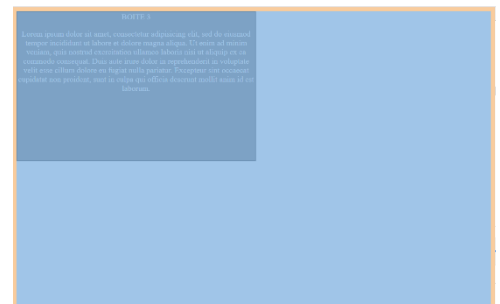 BOITE 1
Lorem ipsum dolor sit amet, consectetur adipisicing elit, sed do eiusmod
tempor incididunt ut labore et dolore magna aliqua. Ut enim ad minim
veniam, quis nostrud exercitation ullamco laboris nisi ut aliquip ex ea
commodo consequat. Duis aute irure dolor in reprehenderit in voluptate
velit esse cillum dolore eu fugiat nulla pariatur. Excepteur sint occaecat
cupidatat non proident, sunt in culpa qui officia deserunt mollit anim id est
laborum.